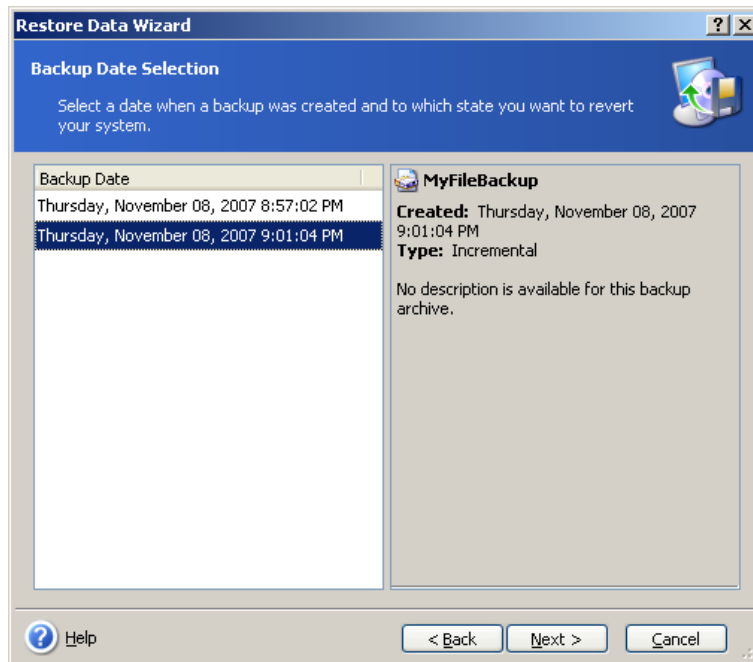 Restore Data Wizard
Backup Date Selection
Select a date when a backup was created and to which state you want to revert
your system.
Backup Date
Thursday, November 08, 2007 8:57:02 PM
Thursday, November 08, 2007 9:01:04 PM
MyFileBackup
Created: Thursday, November 08, 2007
9:01:04 PM
Type: Incremental
No description is available for this backup
archive.
Help
< Back
Next >
Cancel